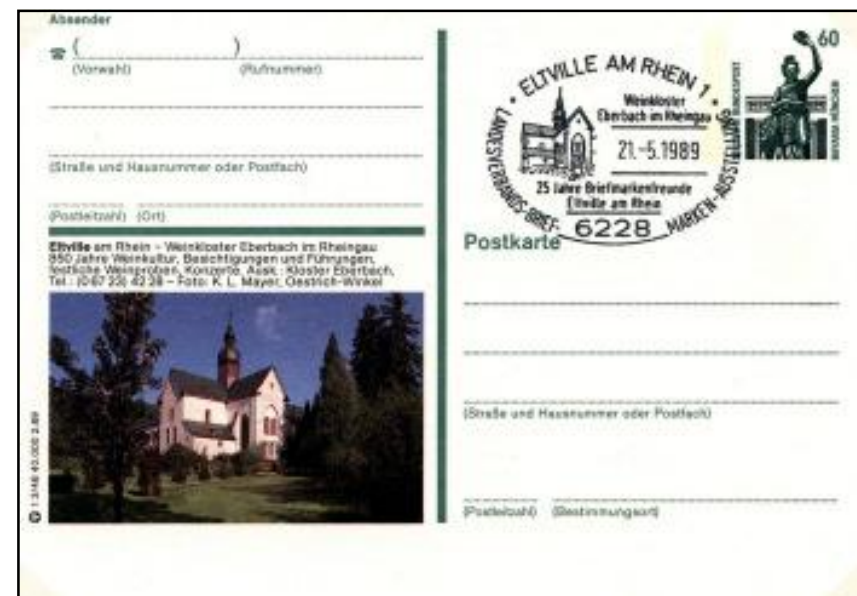 Absender
( )
(Vorwahl) (Rufnummer)
(Straße und Hausnummer oder Postfach)
(Postleitzahl) (Ort)
Eltville am Rhein – Weinkloster Eberbach im Rheingau
850 Jahre Weinkultur, Besichtigungen und Führungen,
festliche Weinproben, Konzerte, Ausk.: Kloster Eberbach,
Tel.: (0 67 23) 42 28 – Foto: K. L. Mayer, Oestrich-Winkel
60
DEUTSCHE BUNDESPOST
BAVARIA MÜNCHEN
• ELTVILLE AM RHEIN 1 •
Weinkloster
Eberbach im Rheingau
21.-5.1989
25 Jahre Briefmarkenfreunde
Eltville am Rhein
6228
LANDESVERBANDS-BRIEF-MARKEN-AUSSTELLUNG
Postkarte
(Straße und Hausnummer oder Postfach)
(Postleitzahl) (Bestimmungsort)